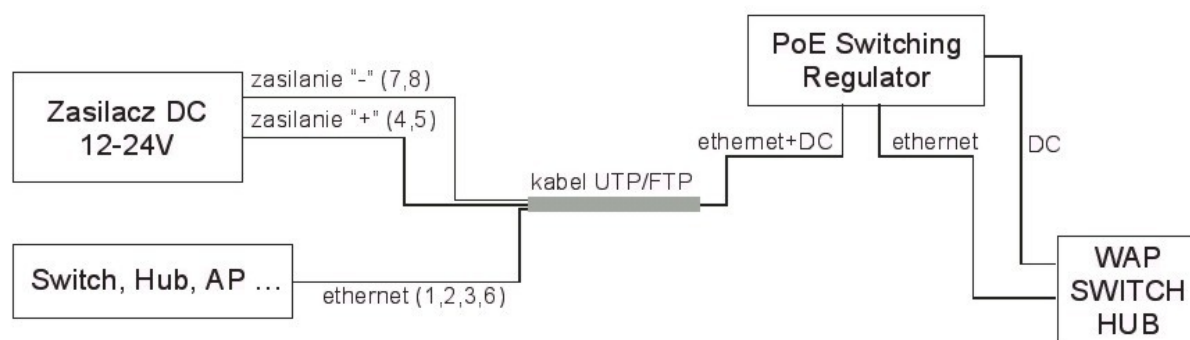 PoE Switching
Regulator
zasilanie "-" (7,8)
Zasilacz DC
12-24V
zasilanie "+" (4,5)
ethernet+DC
ethernet
DC
kabel UTP/FTP
Switch, Hub, AP ...
ethernet (1,2,3,6)
WAP
SWITCH
HUB